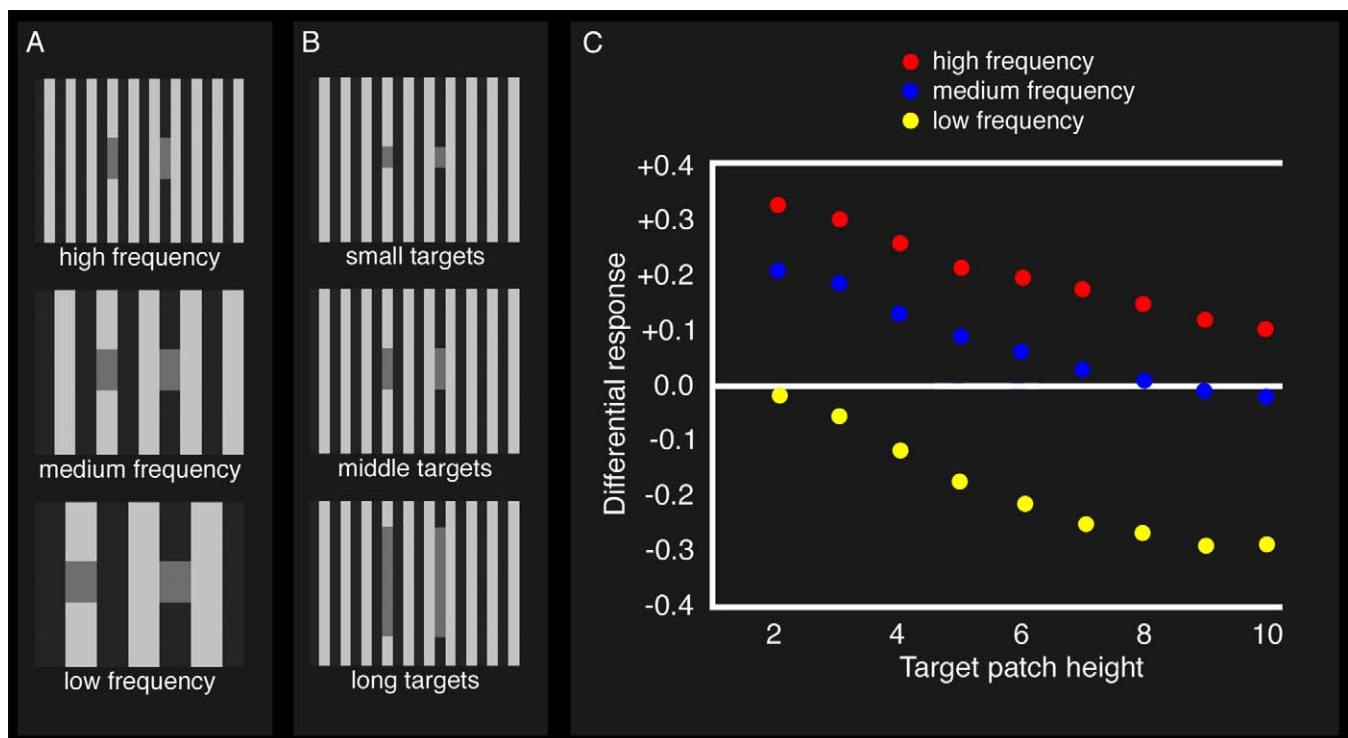 A
high frequency
medium frequency
low frequency
B
small targets
middle targets
long targets
C
high frequency
medium frequency
low frequency
Differential response
+0.4
+0.3
+0.2
+0.1
0.0
-0.1
-0.2
-0.3
-0.4
2 4 6 8 10
Target patch height